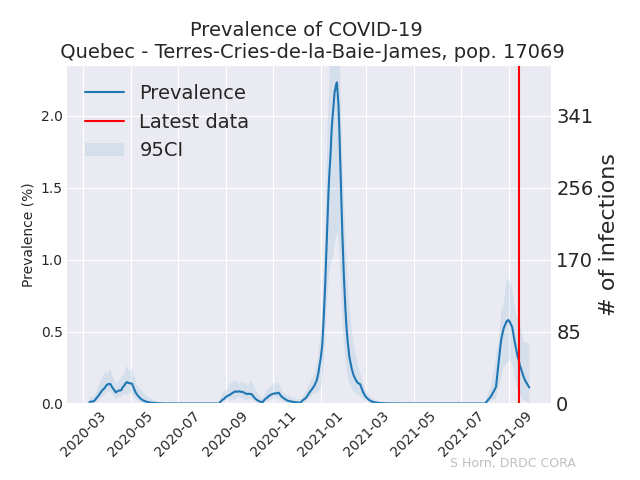 Prevalence of COVID-19
Quebec - Terres-Cries-de-la-Baie-James, pop. 17069
Prevalence
Latest data
95CI
Prevalence (%)
2.0
1.5
1.0
0.5
0.0
# of infections
341
256
170
85
0
2020-03
2020-05
2020-07
2020-09
2020-11
2021-01
2021-03
2021-05
2021-07
2021-09
S Horn, DRDC CORA